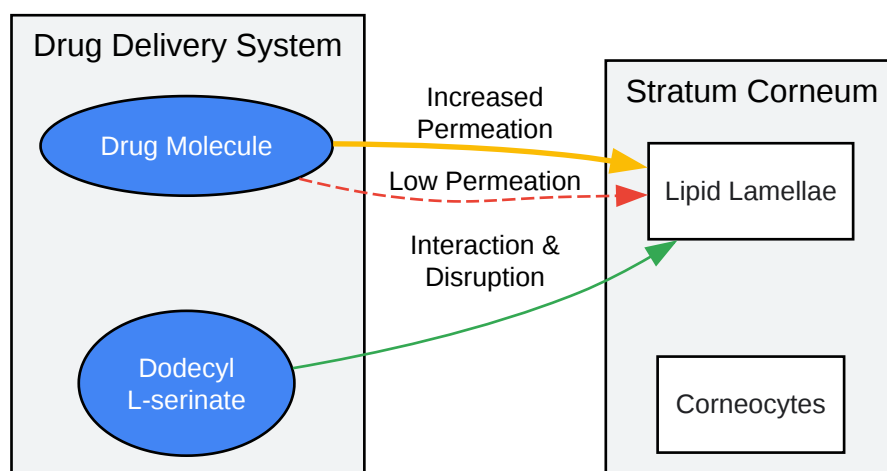 Drug Delivery System
Stratum Corneum
Increased
Permeation
Drug Molecule
Low Permeation
Lipid Lamellae
Interaction &
Disruption
Dodecyl
L-serinate
Corneocytes